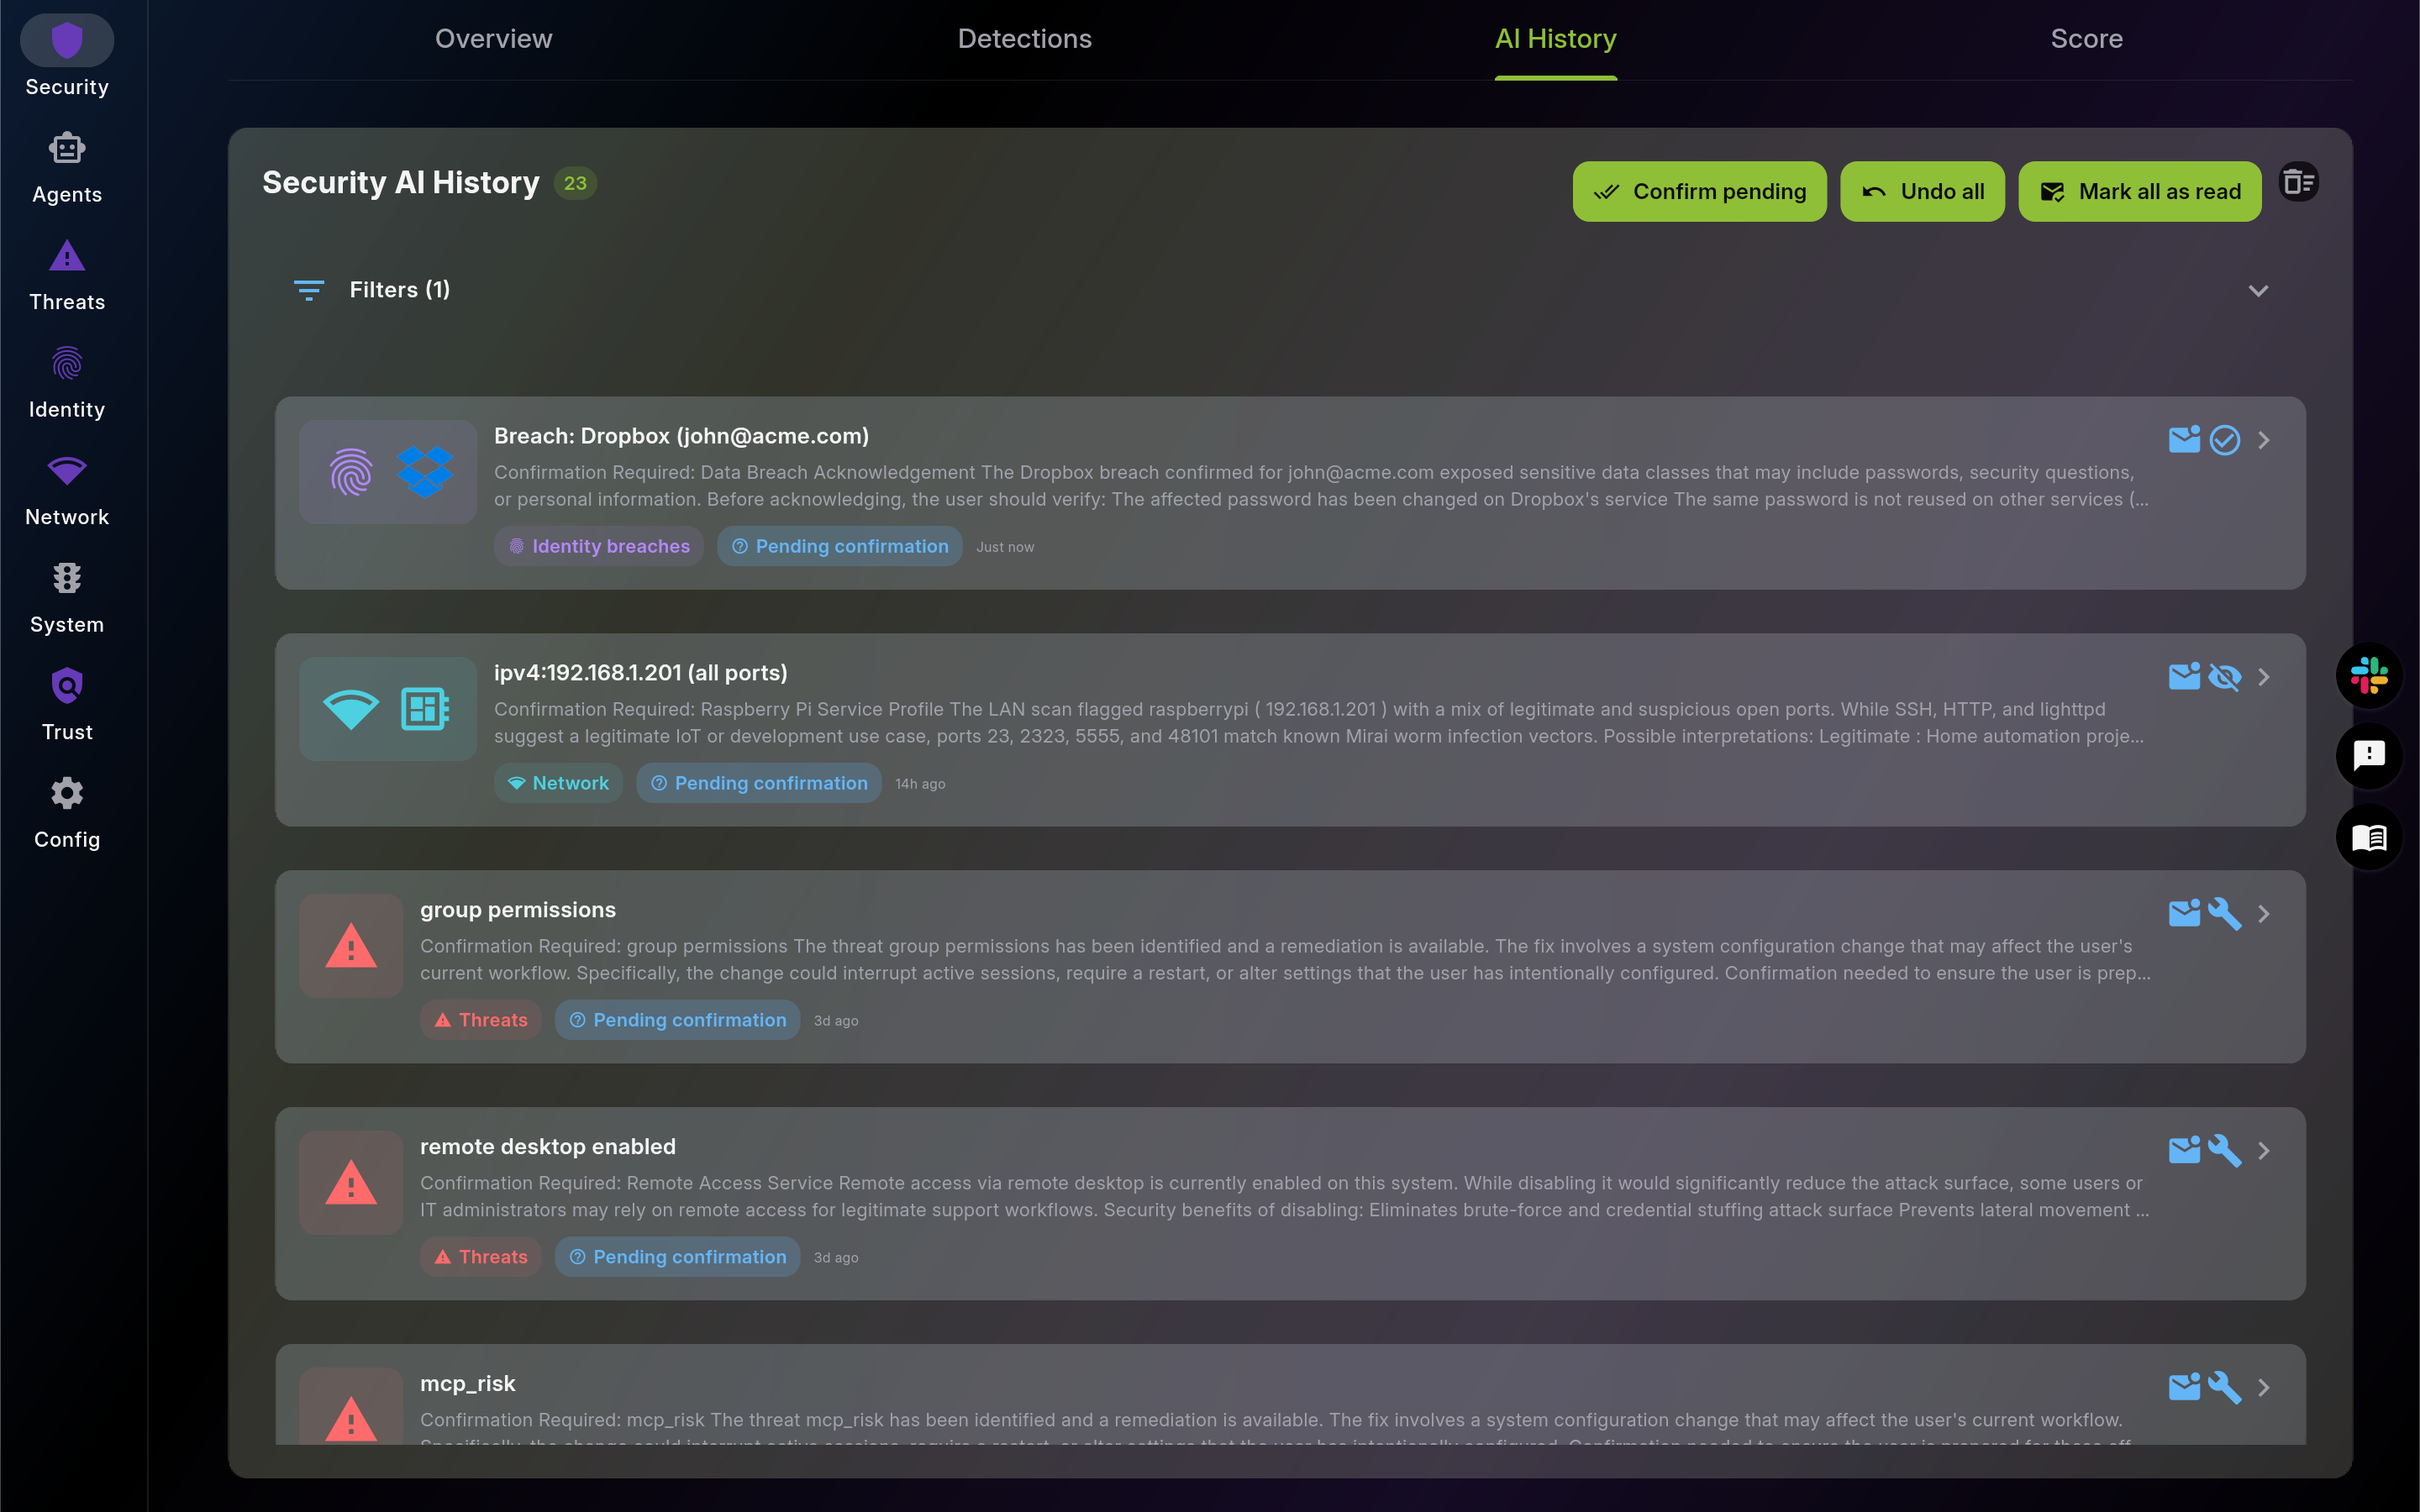 Security
Agents
Threats
Identity
Network
System
Trust
Config
Overview
Detections
AI History
Score
Security AI History
23
Confirm pending
Undo all
Mark all as read
Filters (1)
Breach: Dropbox (john@acme.com)
Confirmation Required: Data Breach Acknowledgement The Dropbox breach confirmed for john@acme.com exposed sensitive data classes that may include passwords, security questions,
or personal information. Before acknowledging, the user should verify: The affected password has been changed on Dropbox's service The same password is not reused on other services (...
Identity breaches
Pending confirmation
Just now
ipv4:192.168.1.201 (all ports)
Confirmation Required: Raspberry Pi Service Profile The LAN scan flagged raspberrypi ( 192.168.1.201 ) with a mix of legitimate and suspicious open ports. While SSH, HTTP, and lighttpd
suggest a legitimate IoT or development use case, ports 23, 2323, 5555, and 48101 match known Mirai worm infection vectors. Possible interpretations: Legitimate : Home automation proje...
Network
Pending confirmation
14h ago
group permissions
Confirmation Required: group permissions The threat group permissions has been identified and a remediation is available. The fix involves a system configuration change that may affect the user's
current workflow. Specifically, the change could interrupt active sessions, require a restart, or alter settings that the user has intentionally configured. Confirmation needed to ensure the user is prep...
Threats
Pending confirmation
3d ago
remote desktop enabled
Confirmation Required: Remote Access Service Remote access via remote desktop is currently enabled on this system. While disabling it would significantly reduce the attack surface, some users or
IT administrators may rely on remote access for legitimate support workflows. Security benefits of disabling: Eliminates brute-force and credential stuffing attack surface Prevents lateral movement ...
Threats
Pending confirmation
3d ago
mcp_risk
Confirmation Required: mcp_risk The threat mcp_risk has been identified and a remediation is available. The fix involves a system configuration change that may affect the user's current workflow.